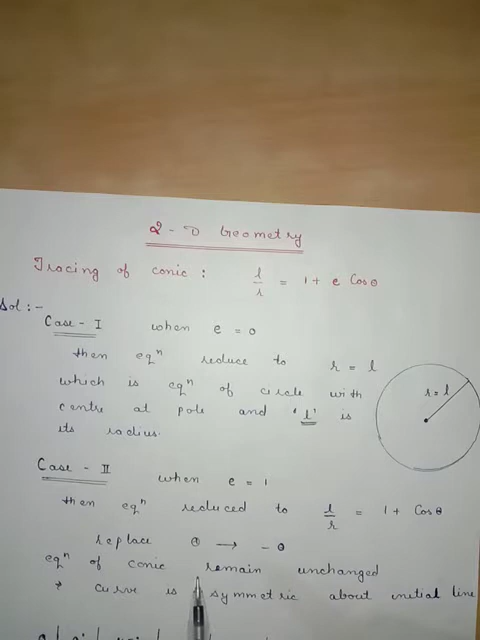 2-D Geometry
Tracing of conic : l/r = 1 + e Cosθ
Sol :-
Case - I when e = 0
then eqⁿ reduce to r = l
which is eqⁿ of circle with
centre at pole and 'l' is
its radius.
r = l
Case - II when e = 1
then eqⁿ reduced to l/r = 1 + Cosθ
replace θ → - θ
eqⁿ of conic remain unchanged
curve is symmetric about initial line